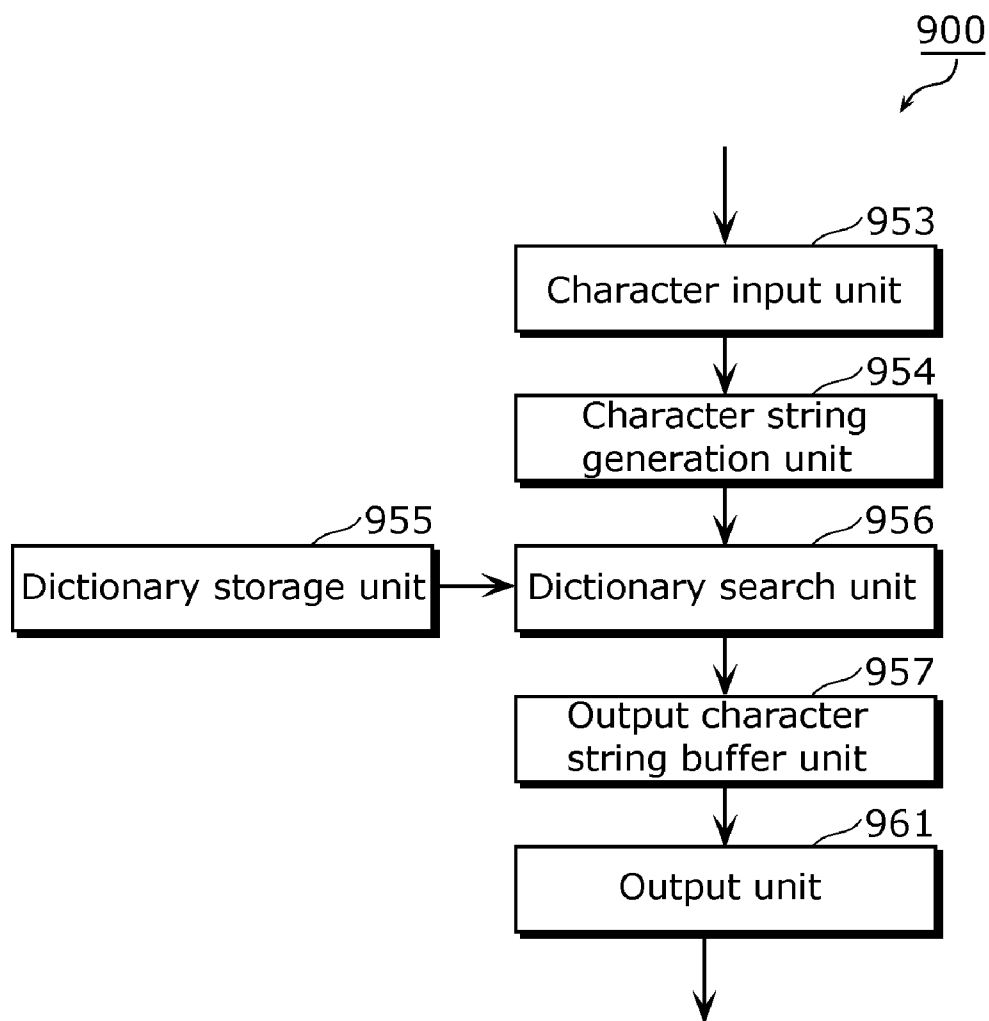 900
953
Character input unit
954
Character string
generation unit
955
956
Dictionary storage unit
Dictionary search unit
957
Output character
string buffer unit
961
Output unit